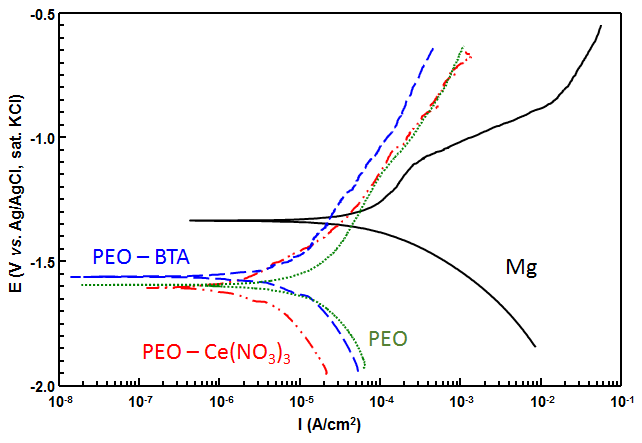 -0.5
-1.0
-1.5
-2.0
E (V vs. Ag/AgCl, sat. KCl)
PEO – BTA
Mg
PEO
PEO – Ce(NO₃)₃
10⁻⁸ 10⁻⁷ 10⁻⁶ 10⁻⁵ 10⁻⁴ 10⁻³ 10⁻² 10⁻¹
I (A/cm²)